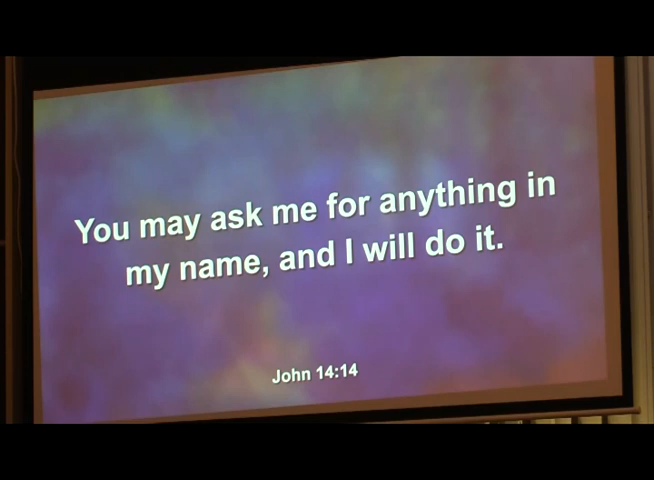 You may ask me for anything in
my name, and I will do it.
John 14:14